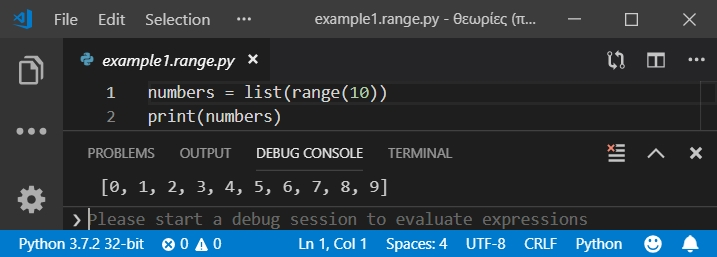 File Edit Selection ··· example1.range.py - θεωρίες (π...
example1.range.py
1 numbers = list(range(10))
2 print(numbers)
PROBLEMS OUTPUT DEBUG CONSOLE TERMINAL
[0, 1, 2, 3, 4, 5, 6, 7, 8, 9]
Please start a debug session to evaluate expressions
Python 3.7.2 32-bit 0 0 Ln 1, Col 1 Spaces: 4 UTF-8 CRLF Python